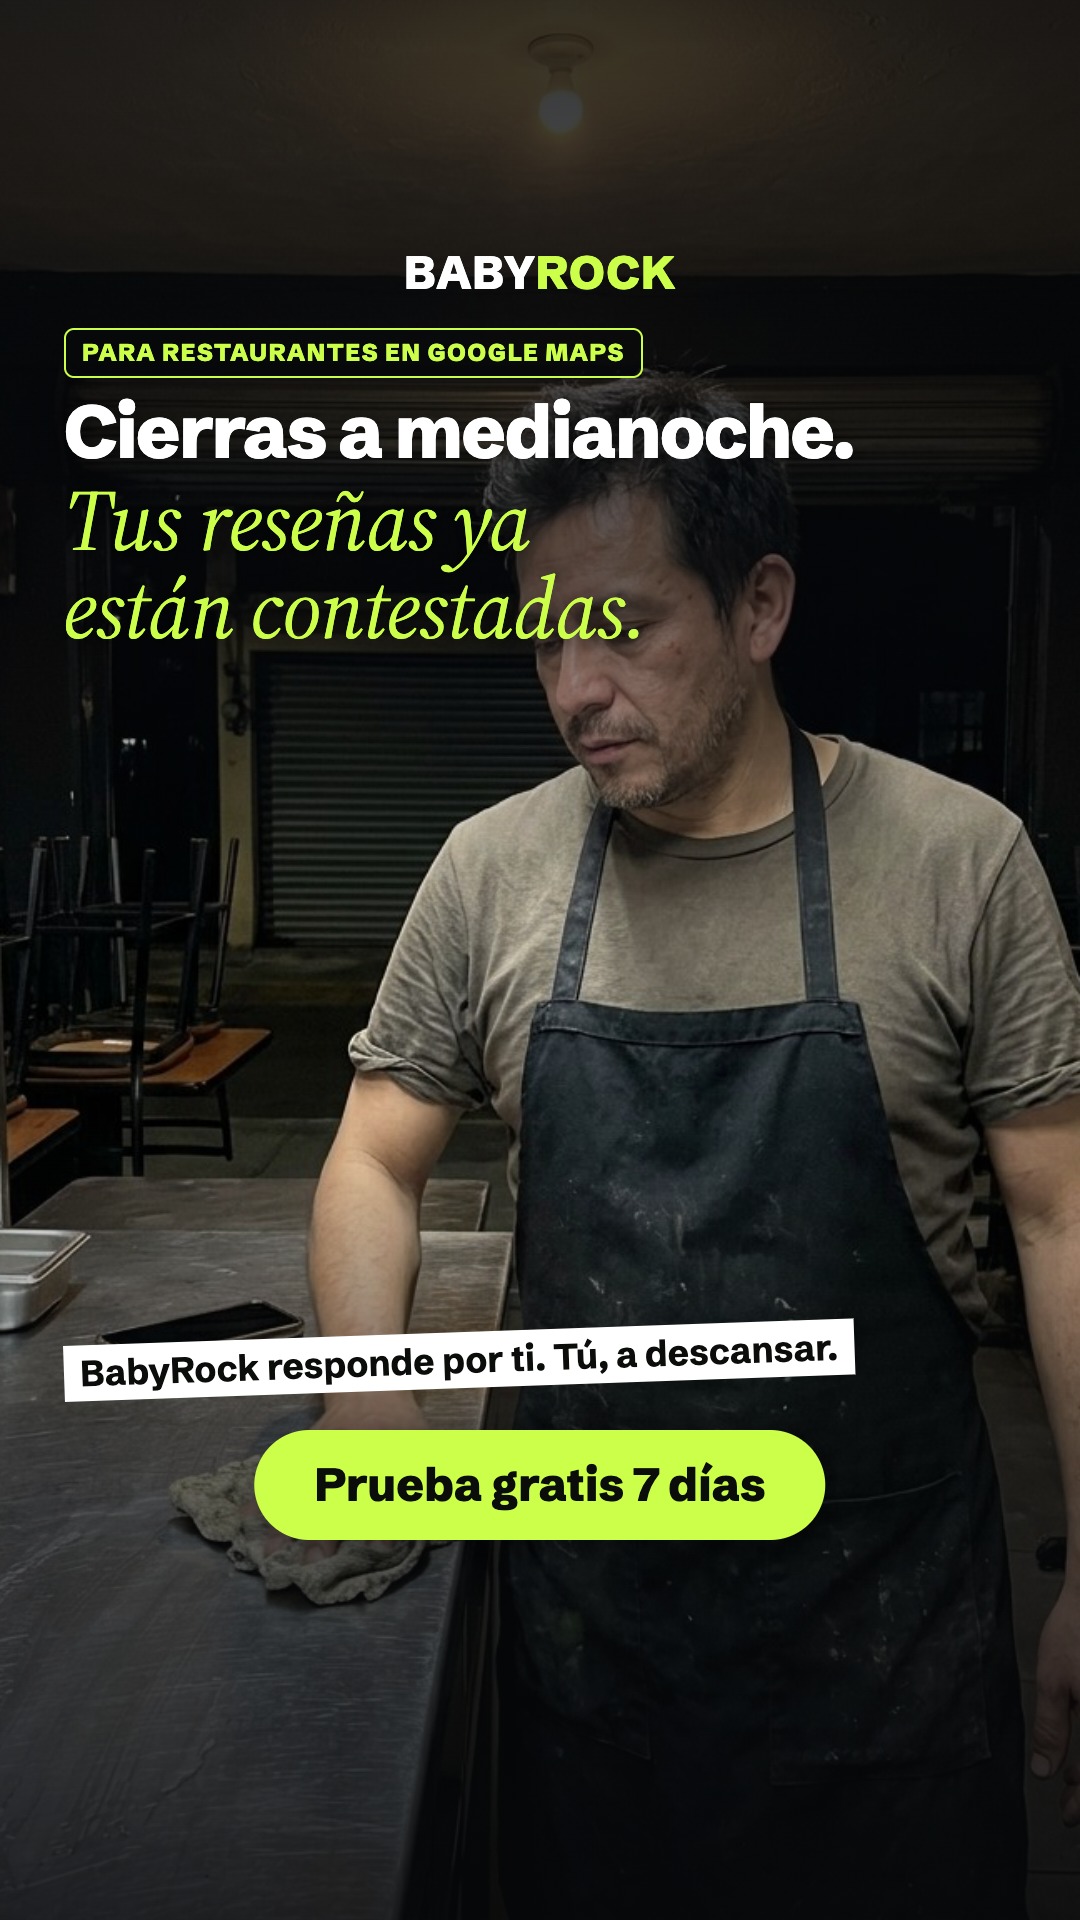 BABYROCK
PARA RESTAURANTES EN GOOGLE MAPS
Cierras a medianoche.
Tus reseñas ya
están contestadas.
BabyRock responde por ti. Tú, a descansar.
Prueba gratis 7 días